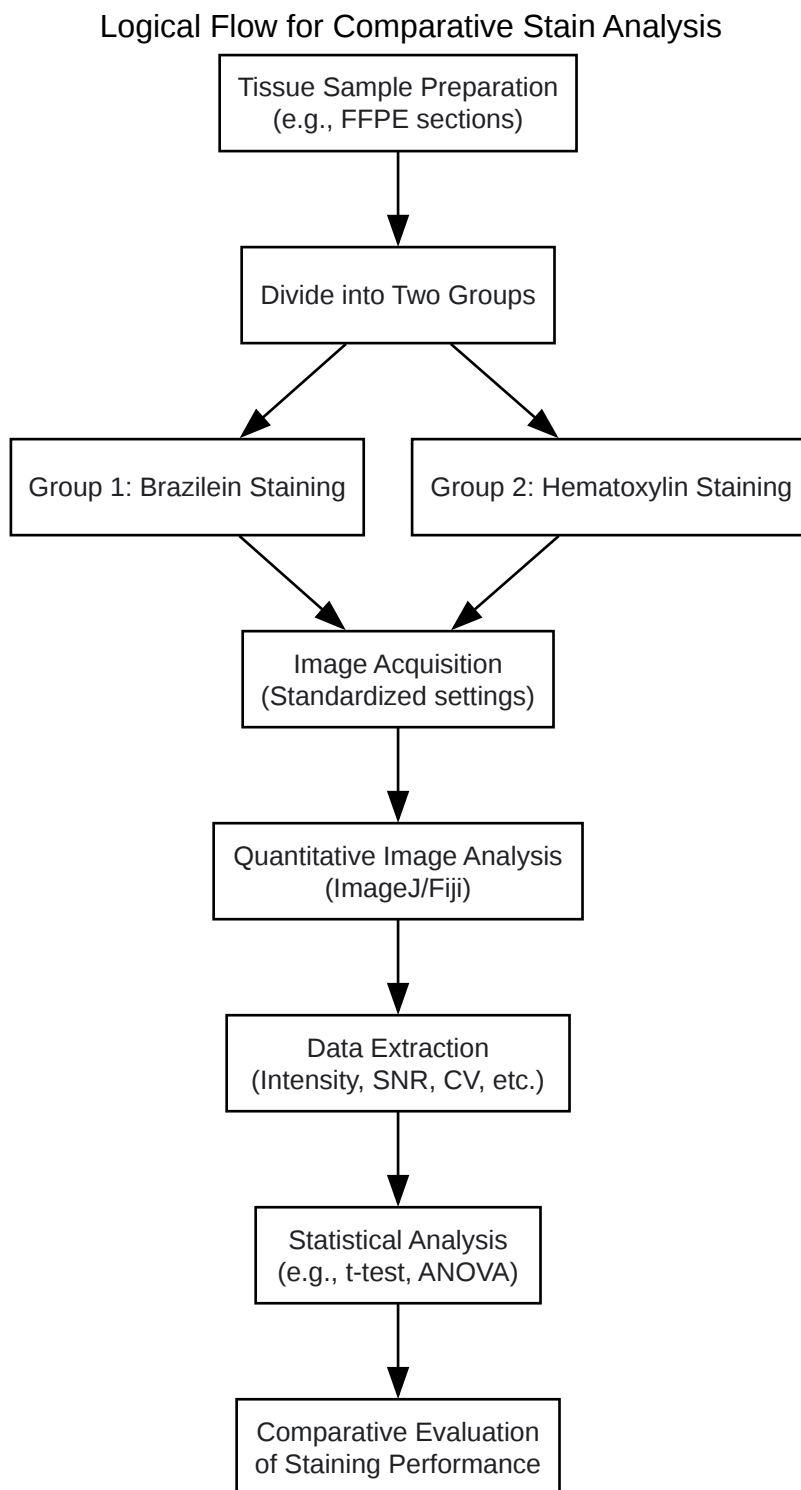 Logical Flow for Comparative Stain Analysis
Tissue Sample Preparation
(e.g., FFPE sections)
Divide into Two Groups
Group 1: Brazilein Staining
Group 2: Hematoxylin Staining
Image Acquisition
(Standardized settings)
Quantitative Image Analysis
(ImageJ/Fiji)
Data Extraction
(Intensity, SNR, CV, etc.)
Statistical Analysis
(e.g., t-test, ANOVA)
Comparative Evaluation
of Staining Performance